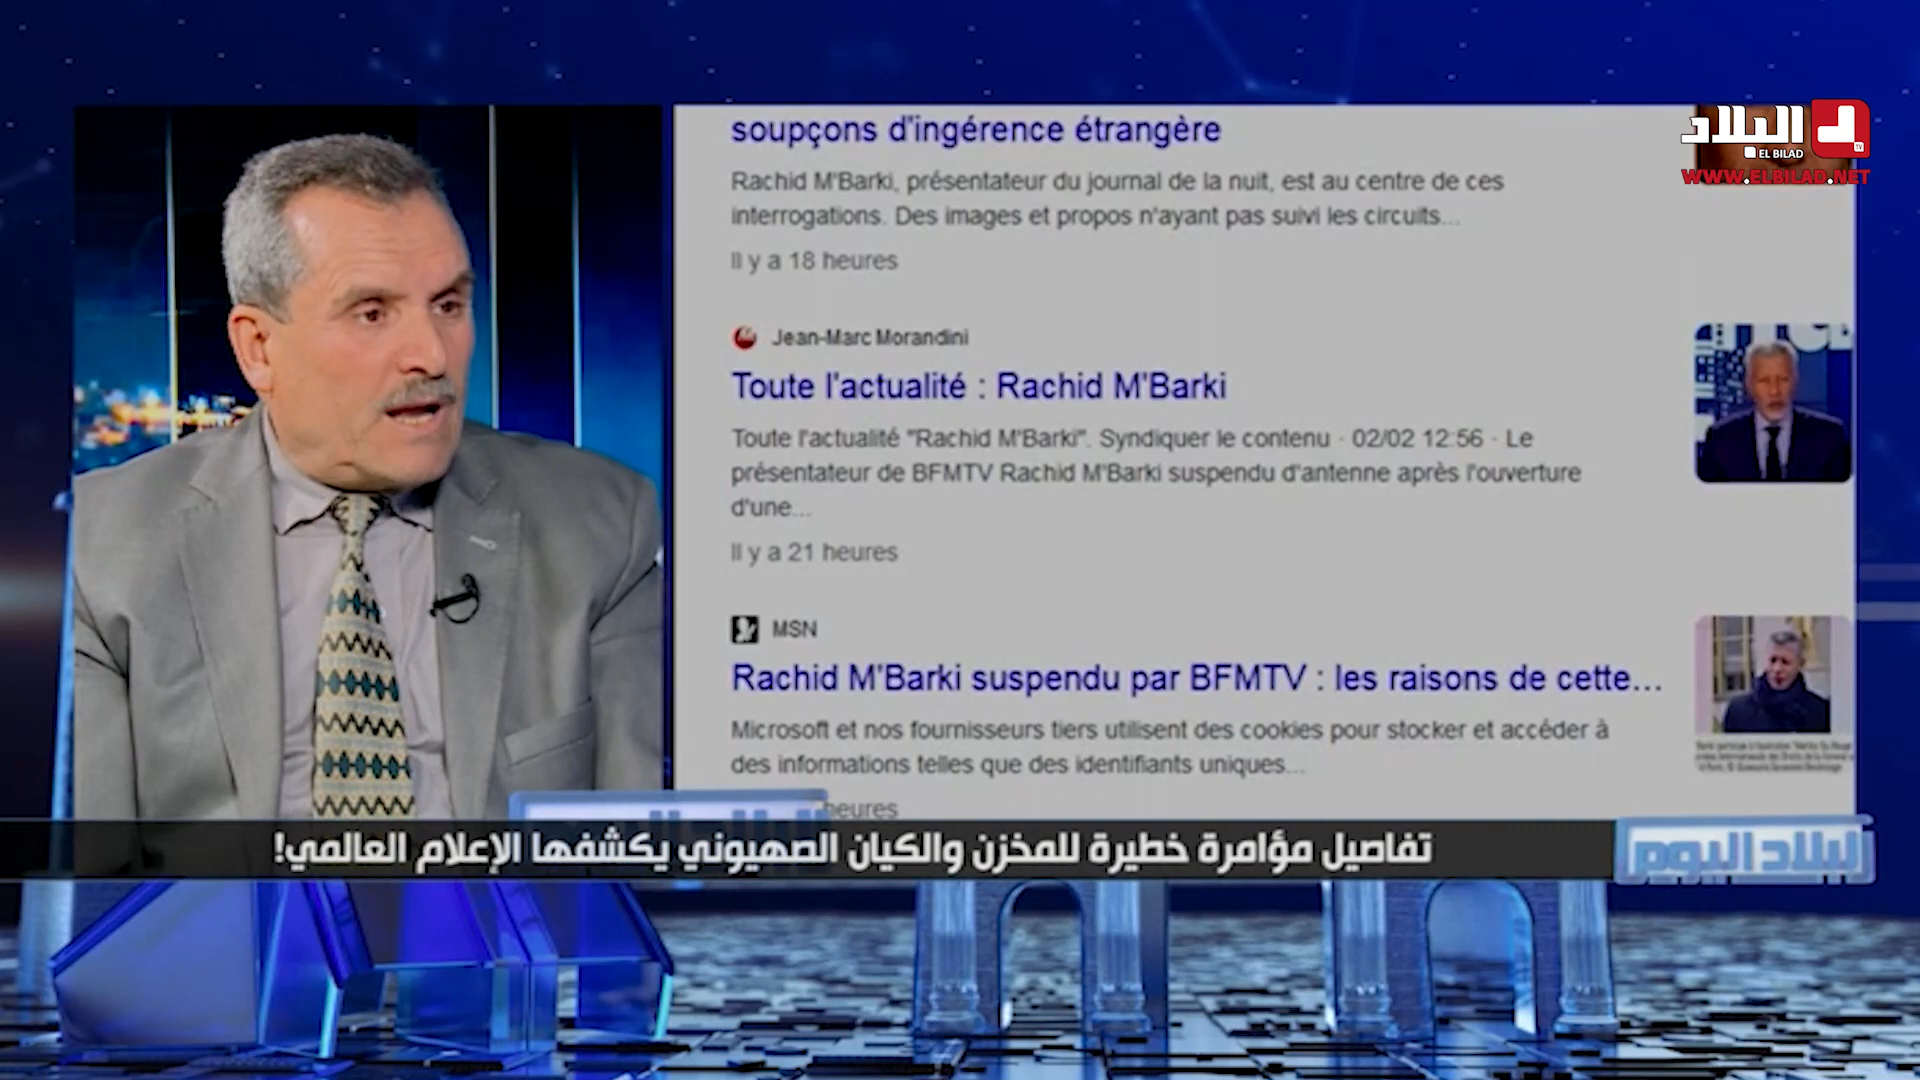 soupçons d'ingérence étrangère
Rachid M'Barki, présentateur du journal de la nuit, est au centre de ces
interrogations. Des images et propos n'ayant pas suivi les circuits...
Il y a 18 heures
Jean-Marc Morandini
Toute l'actualité : Rachid M'Barki
Toute l'actualité "Rachid M'Barki". Syndiquer le contenu · 02/02 12:56 · Le
présentateur de BFMTV Rachid M'Barki suspendu d'antenne après l'ouverture
d'une...
Il y a 21 heures
MSN
Rachid M'Barki suspendu par BFMTV : les raisons de cette...
Microsoft et nos fournisseurs tiers utilisent des cookies pour stocker et accéder à
des informations telles que des identifiants uniques...
heures
البلاد
TV
EL BILAD
WWW.ELBILAD.NET
تفاصيل مؤامرة خطيرة للمخزن والكيان الصهيوني يكشفها الإعلام العالمي!
البلاد اليوم